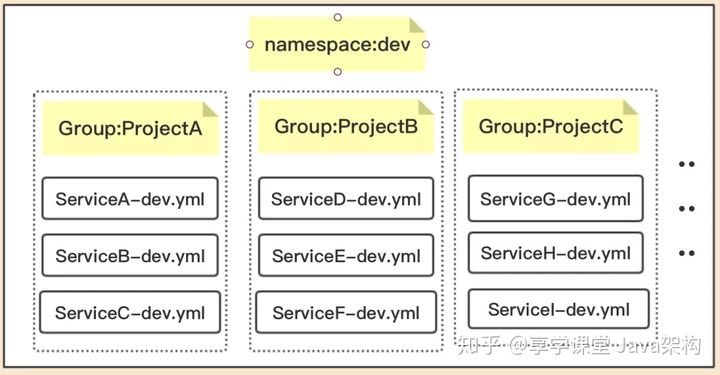 namespace:dev
Group:ProjectA
ServiceA-dev.yml
ServiceB-dev.yml
ServiceC-dev.yml
Group:ProjectB
ServiceD-dev.yml
ServiceE-dev.yml
ServiceF-dev.yml
Group:ProjectC
ServiceG-dev.yml
ServiceH-dev.yml
ServiceI-dev.yml
知乎 @享学课堂 Java架构